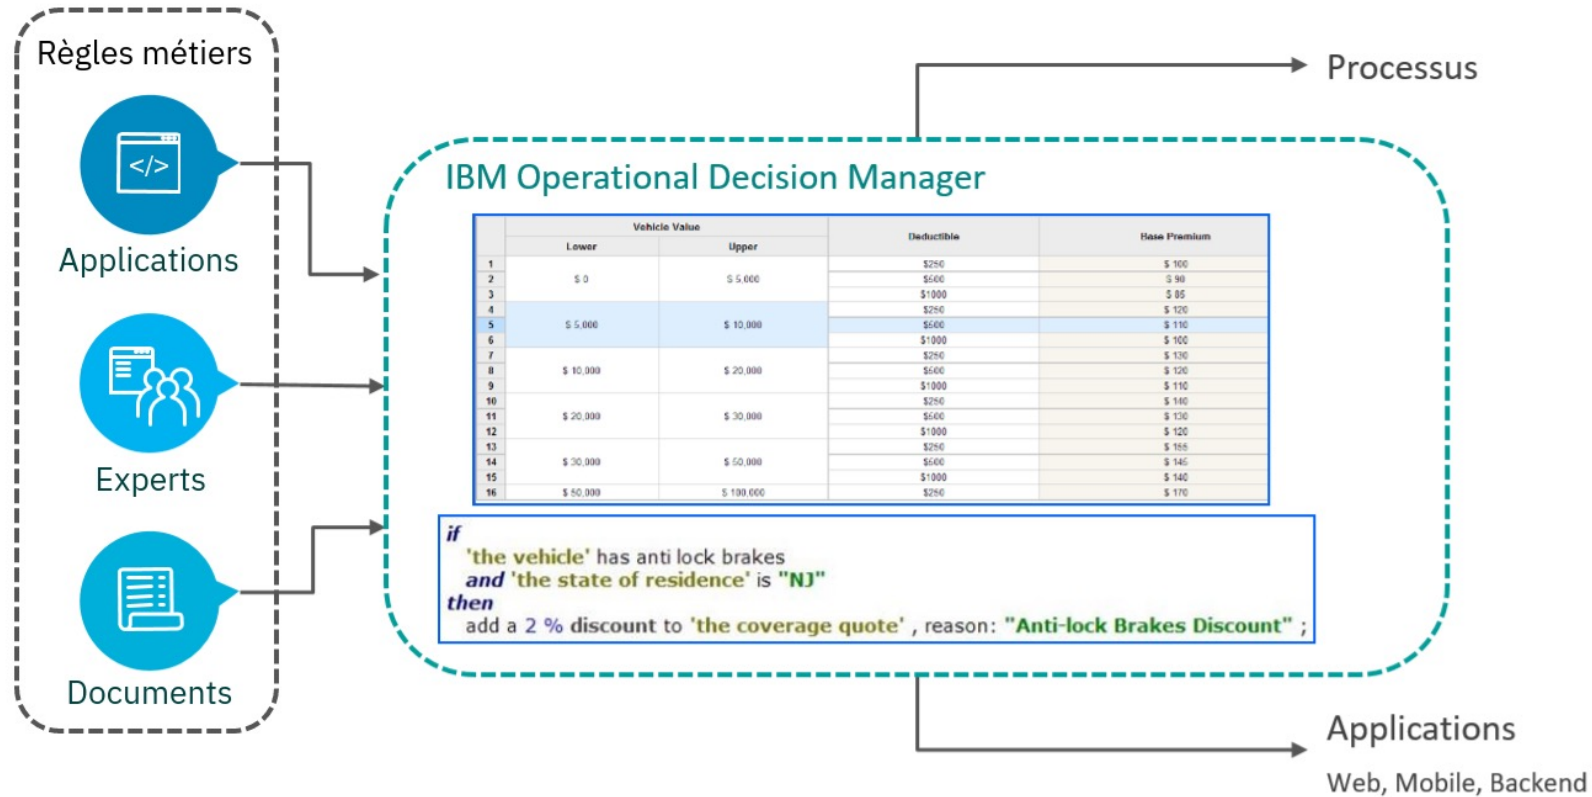 Règles métiers
</>
Applications
Experts
Documents
IBM Operational Decision Manager
Vehicle Value Deductible Base Premium
Lower Upper
1 $ 0 $ 5,000 $250 $ 100
2 $500 $ 90
3 $1000 $ 85
4 $ 5,000 $ 10,000 $250 $ 120
5 $500 $ 110
6 $1000 $ 100
7 $ 10,000 $ 20,000 $250 $ 130
8 $500 $ 120
9 $1000 $ 110
10 $ 20,000 $ 30,000 $250 $ 140
11 $500 $ 130
12 $1000 $ 120
13 $ 30,000 $ 50,000 $250 $ 155
14 $500 $ 145
15 $1000 $ 140
16 $ 50,000 $ 100,000 $250 $ 170
if
'the vehicle' has anti lock brakes
and 'the state of residence' is "NJ"
then
add a 2 % discount to 'the coverage quote' , reason: "Anti-lock Brakes Discount" ;
Processus
Applications
Web, Mobile, Backend